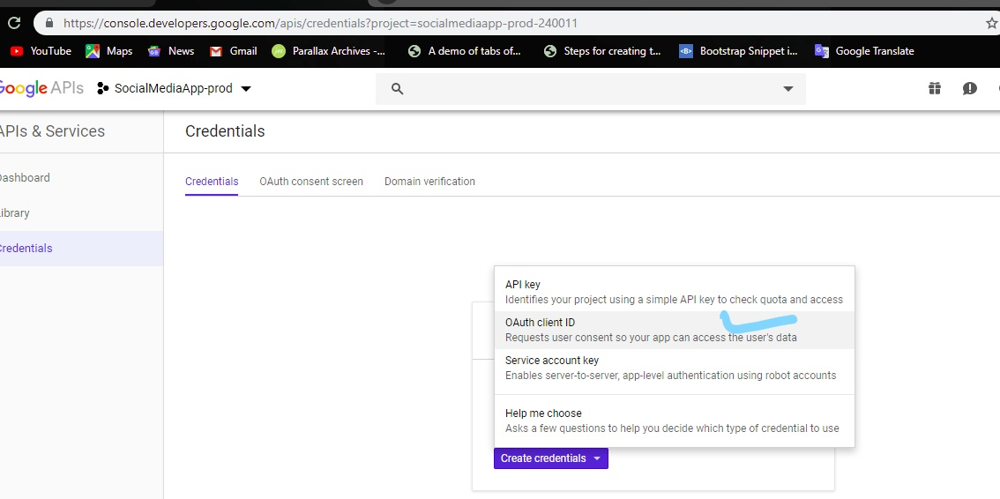 https://console.developers.google.com/apis/credentials?project=socialmediaapp-prod-240011
YouTube Maps News Gmail Parallax Archives -... A demo of tabs of... Steps for creating t... Bootstrap Snippet i... Google Translate
Google APIs SocialMediaApp-prod
APIs & Services
Credentials
Dashboard
Library
Credentials
Credentials OAuth consent screen Domain verification
API key
Identifies your project using a simple API key to check quota and access
OAuth client ID
Requests user consent so your app can access the user's data
Service account key
Enables server-to-server, app-level authentication using robot accounts
Help me choose
Asks a few questions to help you decide which type of credential to use
Create credentials